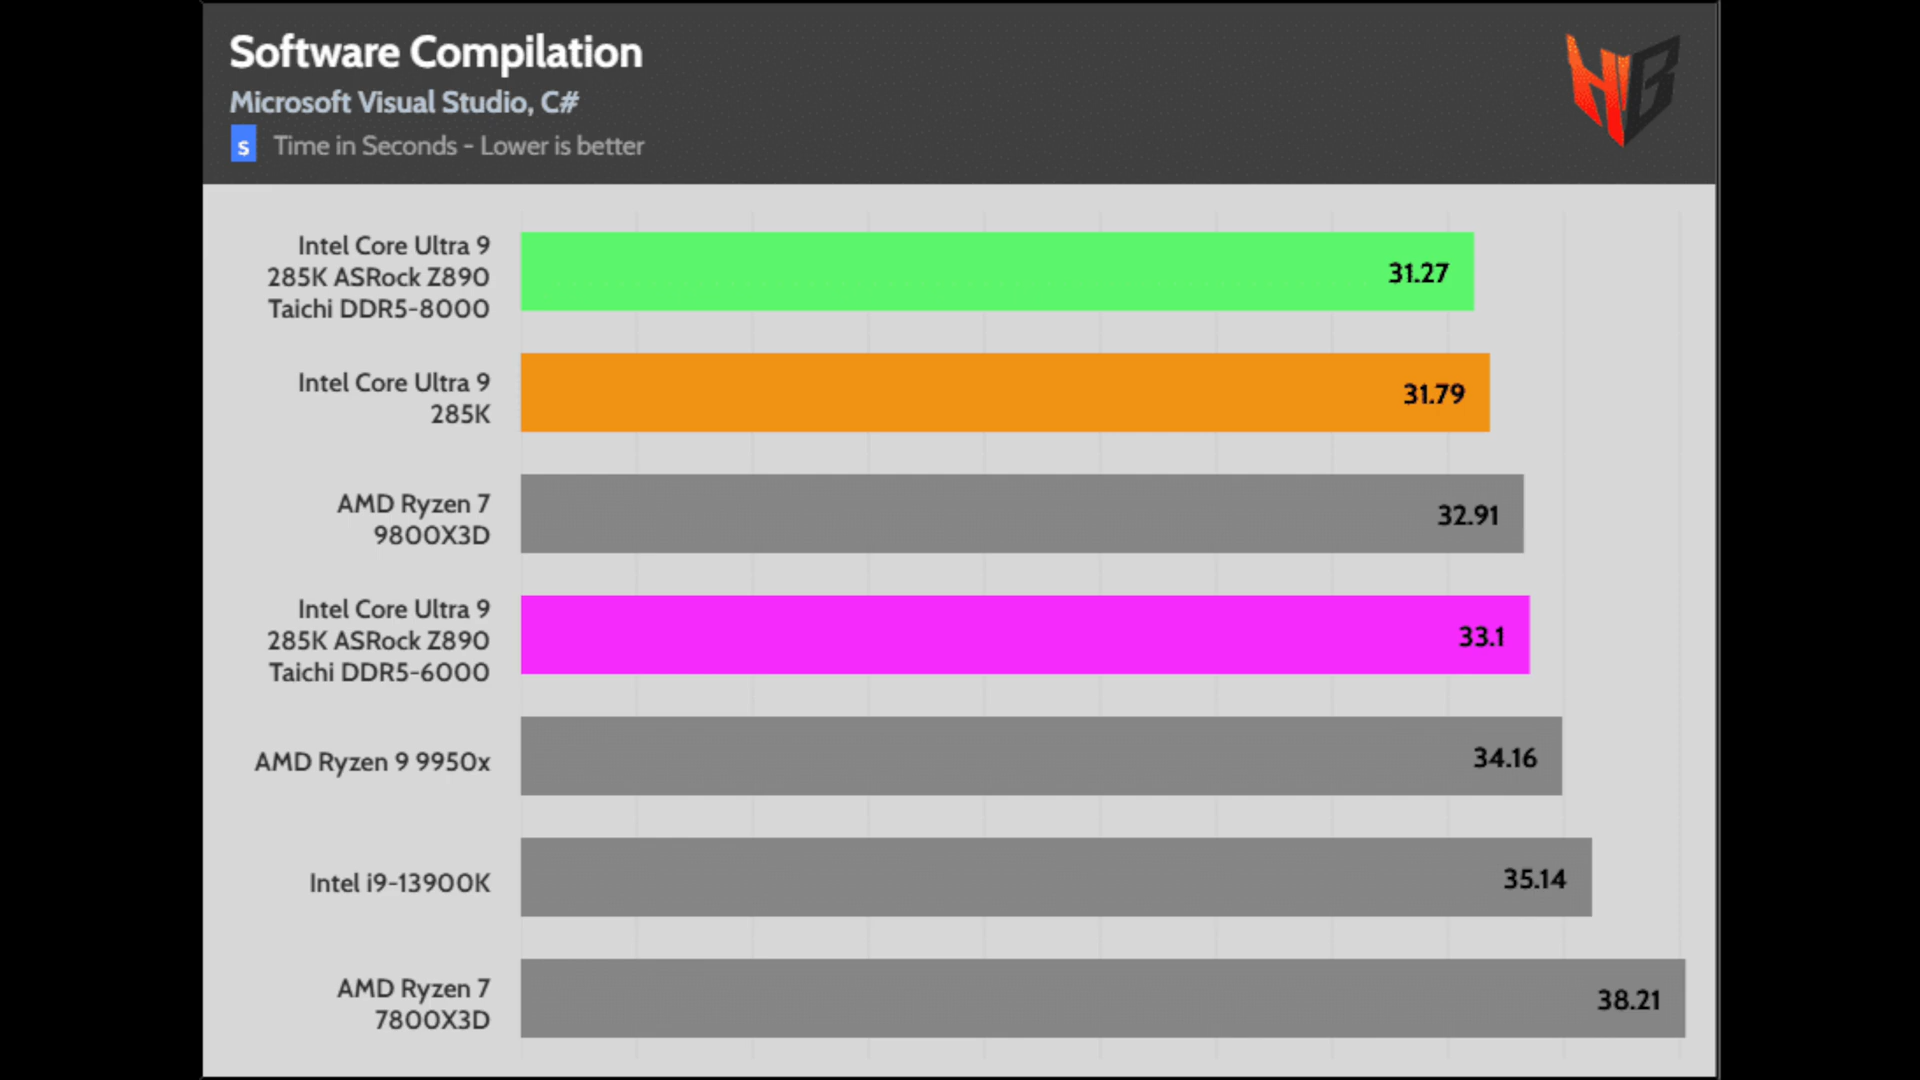 Software Compilation
Microsoft Visual Studio, C#
s Time in Seconds - Lower is better
HB
Intel Core Ultra 9
285K ASRock Z890
Taichi DDR5-8000
31.27
Intel Core Ultra 9
285K
31.79
AMD Ryzen 7
9800X3D
32.91
Intel Core Ultra 9
285K ASRock Z890
Taichi DDR5-6000
33.1
AMD Ryzen 9 9950x
34.16
Intel i9-13900K
35.14
AMD Ryzen 7
7800X3D
38.21